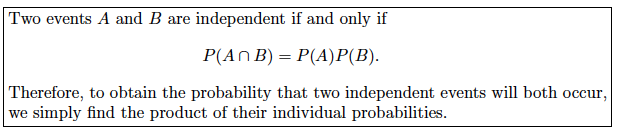 Two events A and B are independent if and only if
P(A ∩ B) = P(A)P(B).
Therefore, to obtain the probability that two independent events will both occur,
we simply find the product of their individual probabilities.